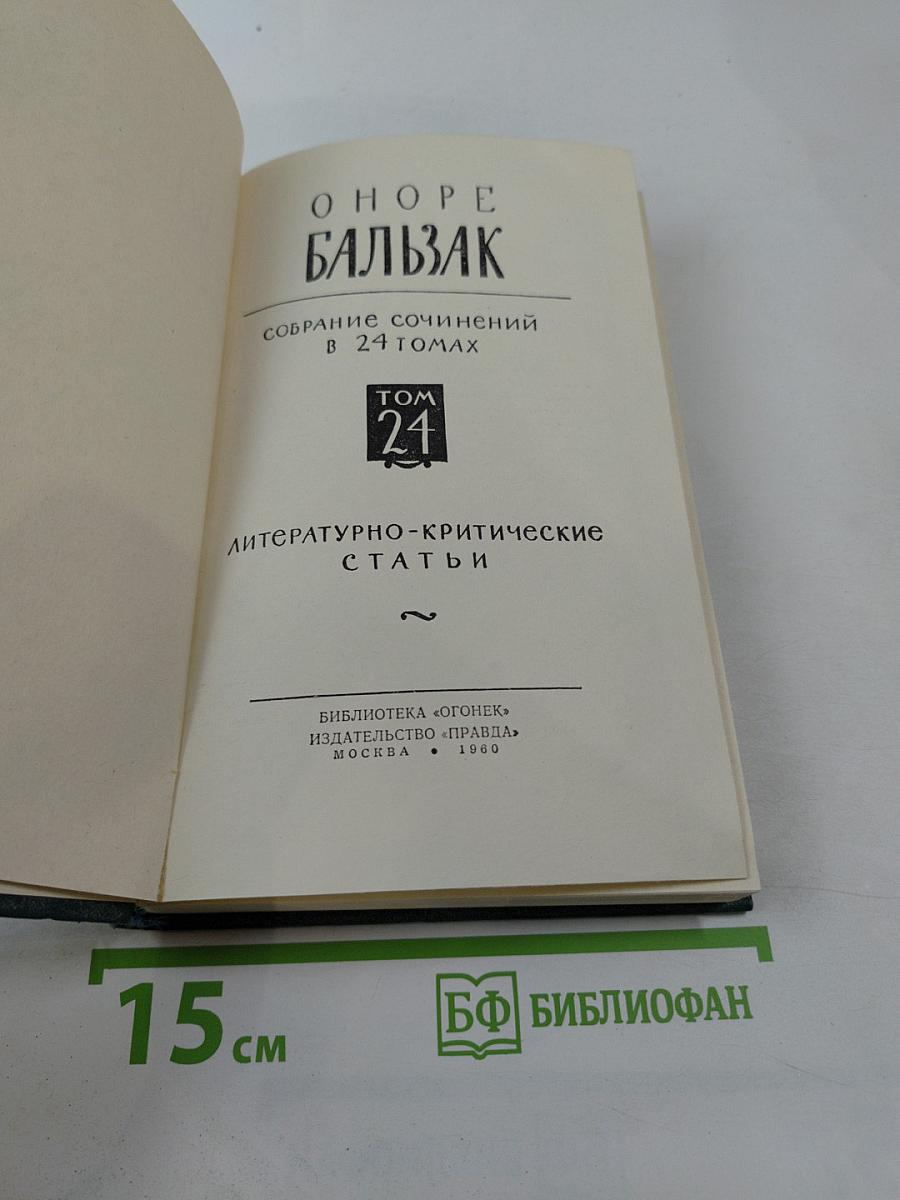 ОНОРЕ
БАЛЬЗАК
СОБРАНИЕ СОЧИНЕНИЙ
В 24 ТОМАХ
ТОМ
24
ЛИТЕРАТУРНО-КРИТИЧЕСКИЕ
СТАТЬИ
БИБЛИОТЕКА «ОГОНЕК»
ИЗДАТЕЛЬСТВО «ПРАВДА»
МОСКВА • 1960
15 см
БФ БИБЛИОФАН